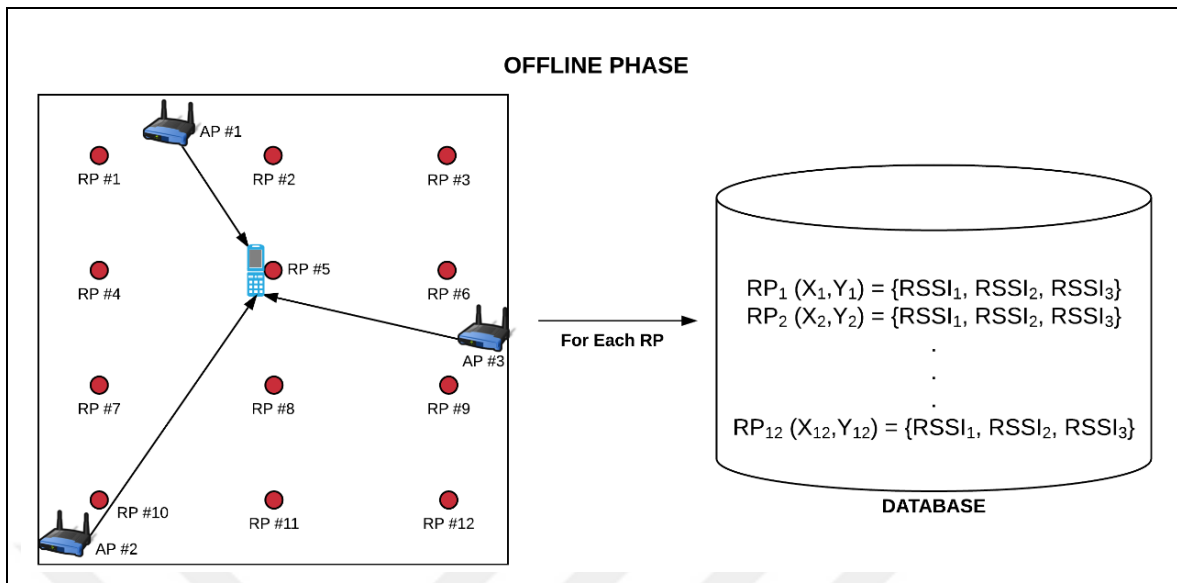 OFFLINE PHASE
AP #1
RP #1
RP #2
RP #3
RP #4
RP #5
RP #6
AP #3
RP #7
RP #8
RP #9
RP #10
RP #11
RP #12
AP #2
For Each RP
RP₁ (X₁,Y₁) = {RSSI₁, RSSI₂, RSSI₃}
RP₂ (X₂,Y₂) = {RSSI₁, RSSI₂, RSSI₃}
.
.
.
RP₁₂ (X₁₂,Y₁₂) = {RSSI₁, RSSI₂, RSSI₃}
DATABASE